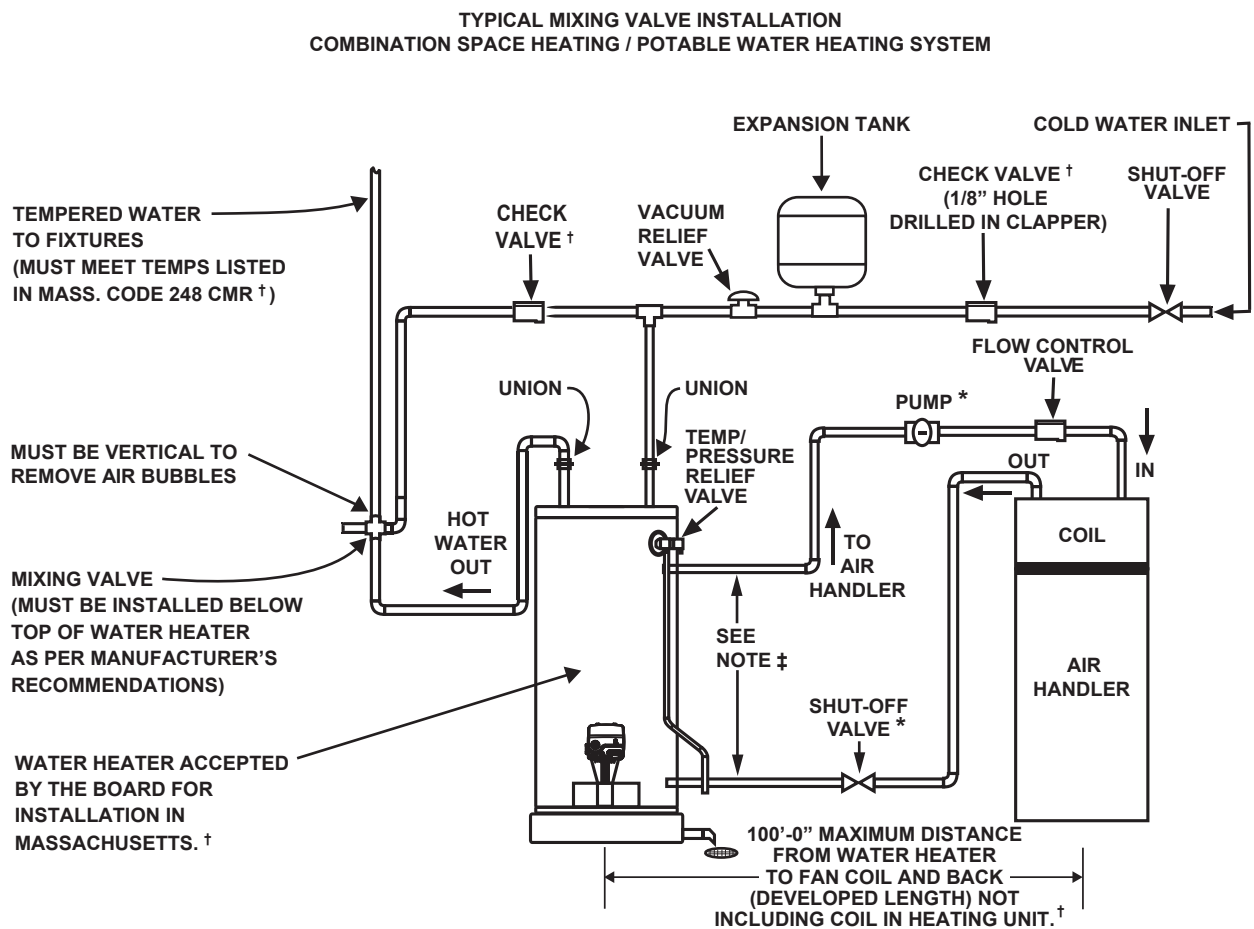 TYPICAL MIXING VALVE INSTALLATION
COMBINATION SPACE HEATING / POTABLE WATER HEATING SYSTEM
EXPANSION TANK
COLD WATER INLET
CHECK VALVE †
(1/8” HOLE
DRILLED IN CLAPPER)
SHUT-OFF
VALVE
TEMPERED WATER
TO FIXTURES
(MUST MEET TEMPS LISTED
IN MASS. CODE 248 CMR †)
CHECK
VALVE †
VACUUM
RELIEF
VALVE
FLOW CONTROL
VALVE
UNION
UNION
PUMP *
MUST BE VERTICAL TO
REMOVE AIR BUBBLES
TEMP/
PRESSURE
RELIEF
VALVE
OUT
IN
HOT
WATER
OUT
TO
AIR
HANDLER
COIL
MIXING VALVE
(MUST BE INSTALLED BELOW
TOP OF WATER HEATER
AS PER MANUFACTURER’S
RECOMMENDATIONS)
SEE
NOTE ‡
AIR
HANDLER
SHUT-OFF
VALVE *
WATER HEATER ACCEPTED
BY THE BOARD FOR
INSTALLATION IN
MASSACHUSETTS. †
100’-0” MAXIMUM DISTANCE
FROM WATER HEATER
TO FAN COIL AND BACK
(DEVELOPED LENGTH) NOT
INCLUDING COIL IN HEATING UNIT. †